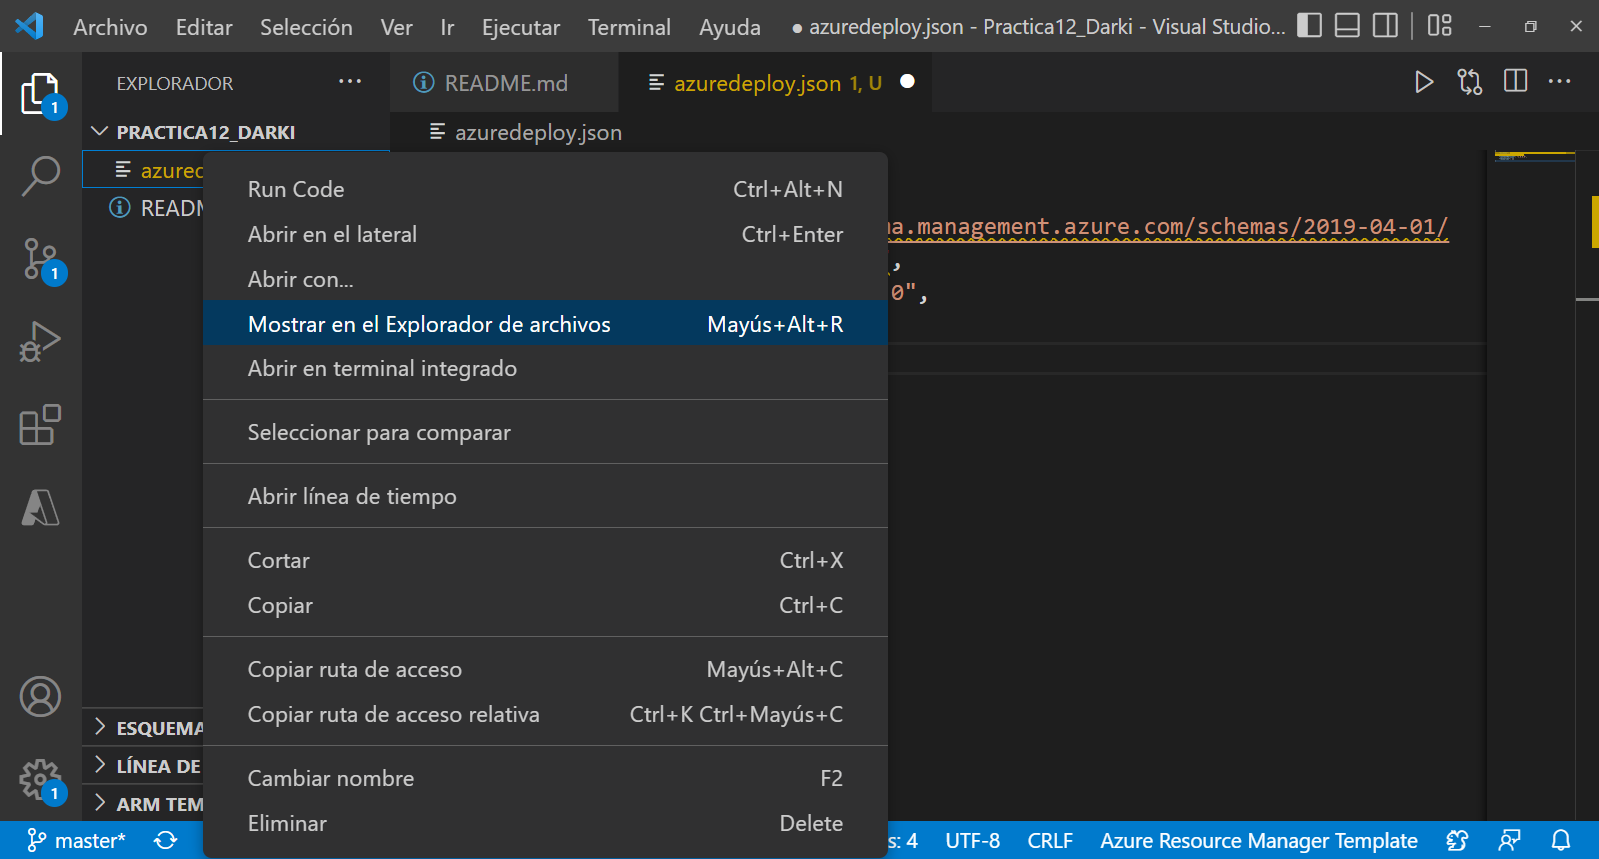 Archivo Editar Selección Ver Ir Ejecutar Terminal Ayuda ● azuredeploy.json - Practica12_Darki - Visual Studio...
EXPLORADOR ···
README.md
azuredeploy.json 1, U
PRACTICA12_DARKI
azuredeploy.json
1
1
1
Run Code Ctrl+Alt+N
Abrir en el lateral Ctrl+Enter
Abrir con...
Mostrar en el Explorador de archivos Mayús+Alt+R
Abrir en terminal integrado
Seleccionar para comparar
Abrir línea de tiempo
Cortar Ctrl+X
Copiar Ctrl+C
Copiar ruta de acceso Mayús+Alt+C
Copiar ruta de acceso relativa Ctrl+K Ctrl+Mayús+C
Cambiar nombre F2
Eliminar Delete
a.management.azure.com/schemas/2019-04-01/
,
0",
ESQUEMA
LÍNEA DE
ARM TEM
master* s: 4 UTF-8 CRLF Azure Resource Manager Template